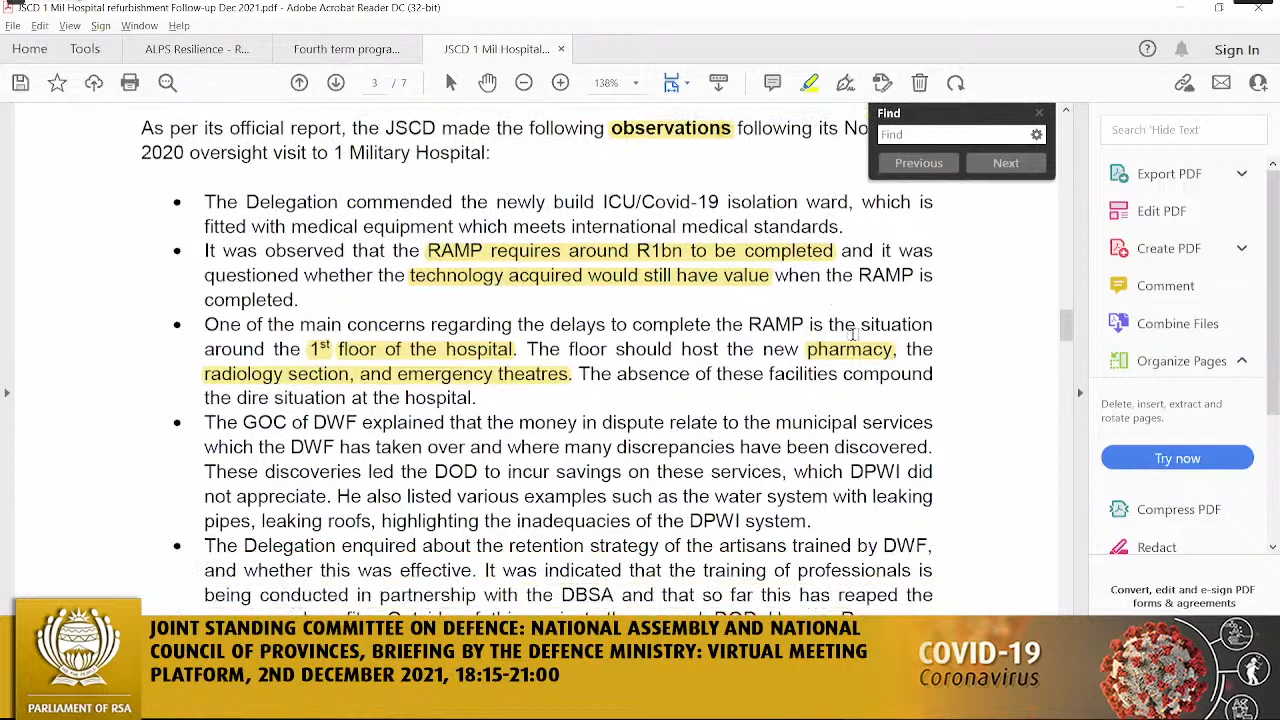 JSCD 1 Mil Hospital refurbishment Follow-up Dec 2021.pdf - Adobe Acrobat Reader DC (32-bit)
File Edit View Sign Window Help
Home Tools ALPS Resilience - R... Fourth term progra... JSCD 1 Mil Hospital... × Sign In
3 / 7 138%
As per its official report, the JSCD made the following observations following its No
2020 oversight visit to 1 Military Hospital:
• The Delegation commended the newly build ICU/Covid-19 isolation ward, which is
fitted with medical equipment which meets international medical standards.
• It was observed that the RAMP requires around R1bn to be completed and it was
questioned whether the technology acquired would still have value when the RAMP is
completed.
• One of the main concerns regarding the delays to complete the RAMP is the situation
around the 1st floor of the hospital. The floor should host the new pharmacy, the
radiology section, and emergency theatres. The absence of these facilities compound
the dire situation at the hospital.
• The GOC of DWF explained that the money in dispute relate to the municipal services
which the DWF has taken over and where many discrepancies have been discovered.
These discoveries led the DOD to incur savings on these services, which DPWI did
not appreciate. He also listed various examples such as the water system with leaking
pipes, leaking roofs, highlighting the inadequacies of the DPWI system.
• The Delegation enquired about the retention strategy of the artisans trained by DWF,
and whether this was effective. It was indicated that the training of professionals is
being conducted in partnership with the DBSA and that so far this has reaped the
Find
Find
Previous Next
Search 'Hide Text'
Export PDF
Edit PDF
Create PDF
Comment
Combine Files
Organize Pages
Delete, insert, extract and
rotate pages.
Try now
Compress PDF
Redact
Convert, edit and e-sign PDF
forms & agreements
PARLIAMENT OF RSA
JOINT STANDING COMMITTEE ON DEFENCE: NATIONAL ASSEMBLY AND NATIONAL
COUNCIL OF PROVINCES, BRIEFING BY THE DEFENCE MINISTRY: VIRTUAL MEETING
PLATFORM, 2ND DECEMBER 2021, 18:15-21:00
COVID-19
Coronavirus